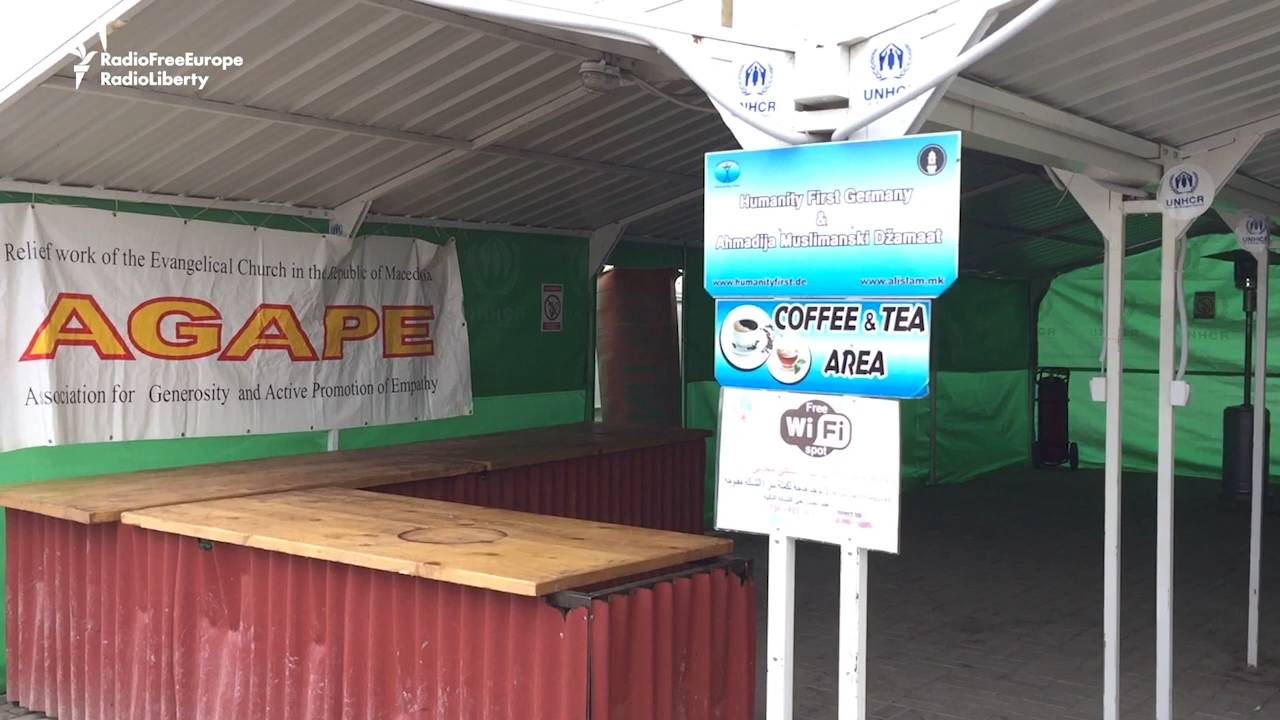 RadioFreeEurope
RadioLiberty
UNHCR
UNHCR
UNHCR
UNHCR
Relief work of the Evangelical Church in the Republic of Macedonia
AGAPE
Association for Generosity and Active Promotion of Empathy
Humanity First Germany
&
Ahmadija Muslimanski Džamaat
www.humanityfirst.de www.alislam.mk
COFFEE & TEA
AREA
Free
WiFi
spot